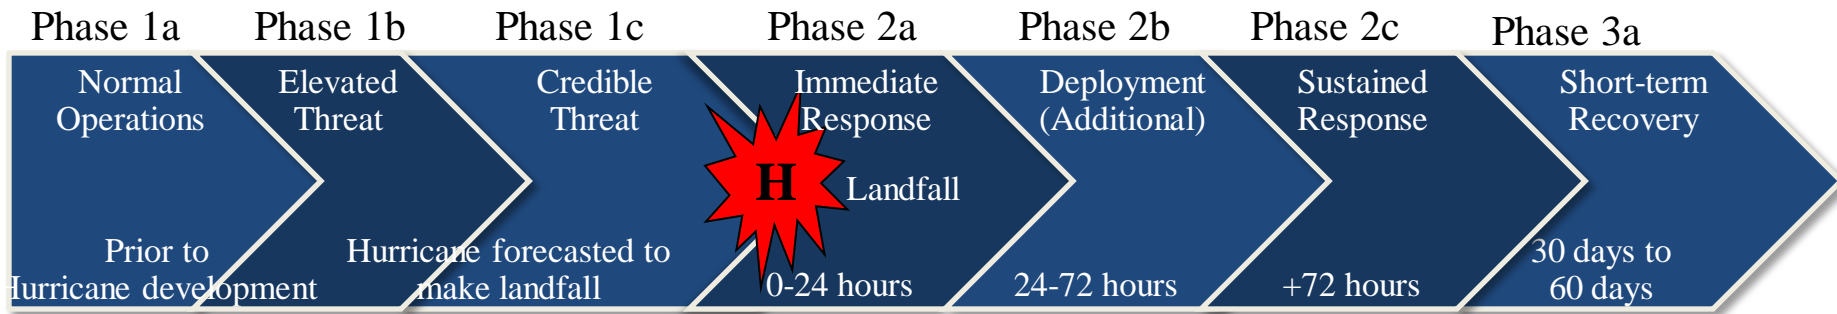 Phase 1a
Phase 1b
Phase 1c
Phase 2a
Phase 2b
Phase 2c
Phase 3a
Normal
Operations
Elevated
Threat
Credible
Threat
Immediate
Response
Deployment
(Additional)
Sustained
Response
Short-term
Recovery
H
Landfall
Prior to
Hurricane development
Hurricane forecasted to
make landfall
0-24 hours
24-72 hours
+72 hours
30 days to
60 days